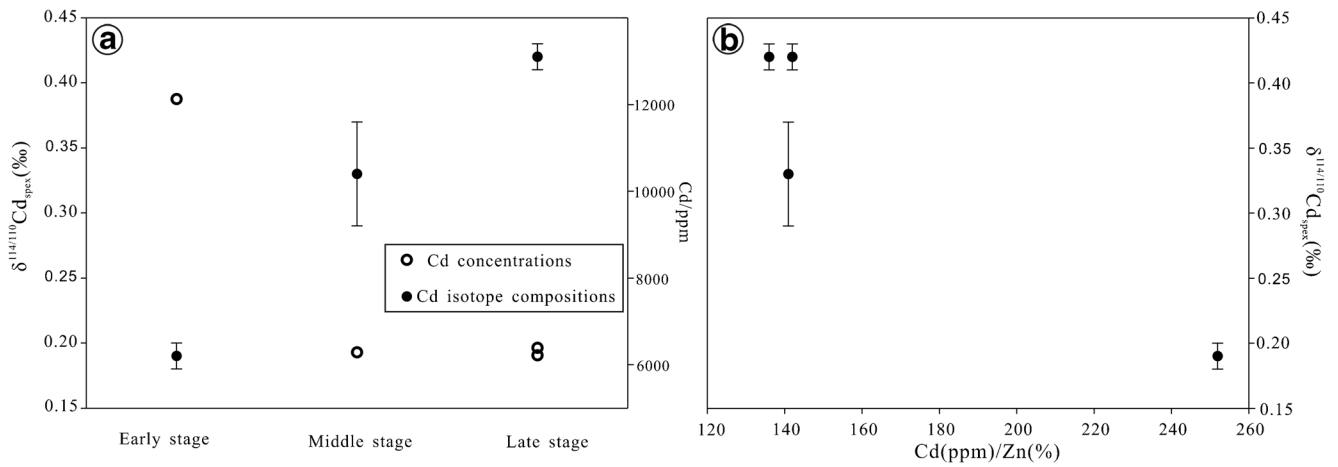 a
0.45
0.40
0.35
0.30
0.25
0.20
0.15
δ114/110Cdspex(‰)
12000
10000
8000
6000
Cd/ppm
Cd concentrations
Cd isotope compositions
Early stage
Middle stage
Late stage
b
0.45
0.40
0.35
0.30
0.25
0.20
0.15
δ114/110Cdspex(‰)
120
140
160
180
200
220
240
260
Cd(ppm)/Zn(%)